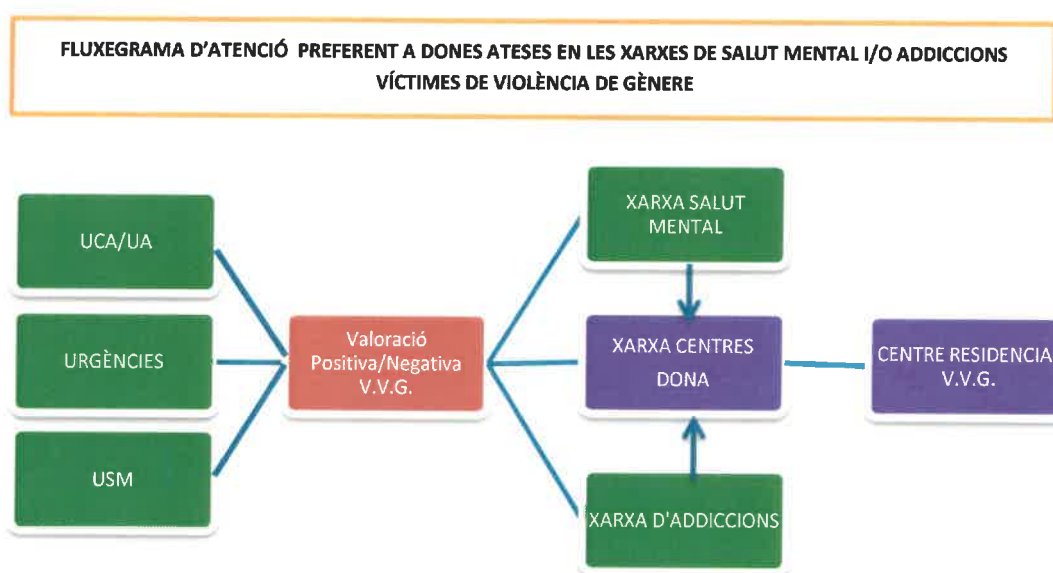 FLUXEGRAMA D'ATENCIÓ PREFERENT A DONES ATESES EN LES XARXES DE SALUT MENTAL I/O ADDICCIONS
VÍCTIMES DE VIOLÈNCIA DE GÈNERE
UCA/UA
URGÈNCIES
USM
Valoració
Positiva/Negativa
V.V.G.
XARXA SALUT
MENTAL
XARXA CENTRES
DONA
XARXA D'ADDICCIONS
CENTRE RESIDENCIA
V.V.G.